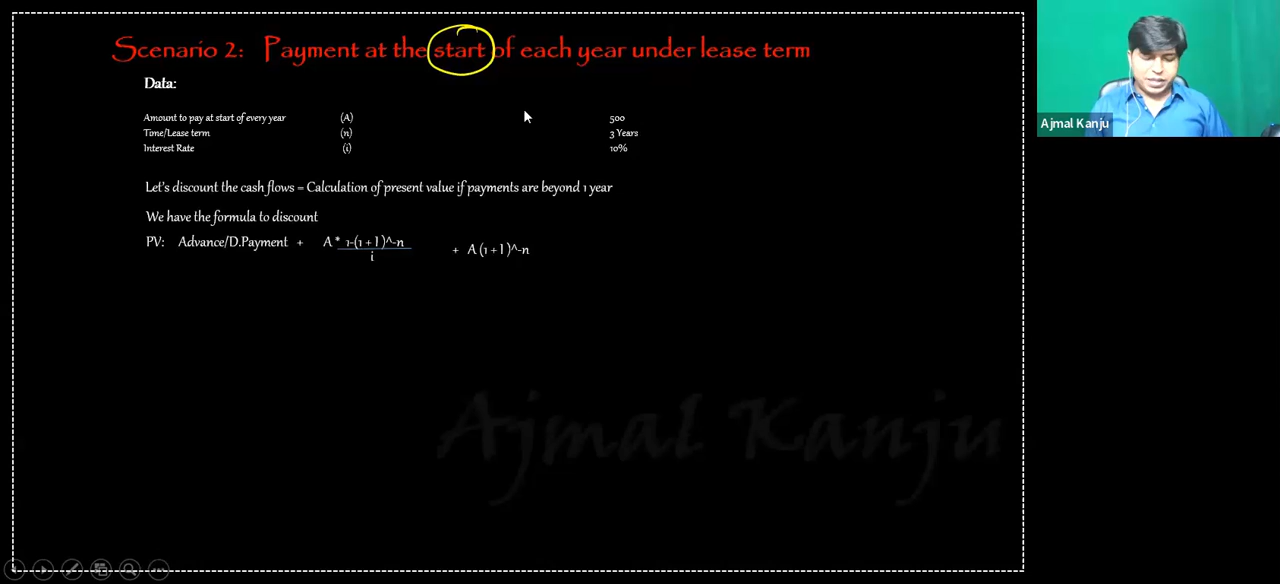 Scenario 2: Payment at the start of each year under lease term
Data:
Amount to pay at start of every year (A) 500
Time/Lease term (n) 3 Years
Interest Rate (i) 10%
Let's discount the cash flows = Calculation of present value if payments are beyond 1 year
We have the formula to discount
PV: Advance/D.Payment + A * 1-(1+I)^-n + A (1+I)^-n
i
Ajmal Kanju
Ajmal Kanju